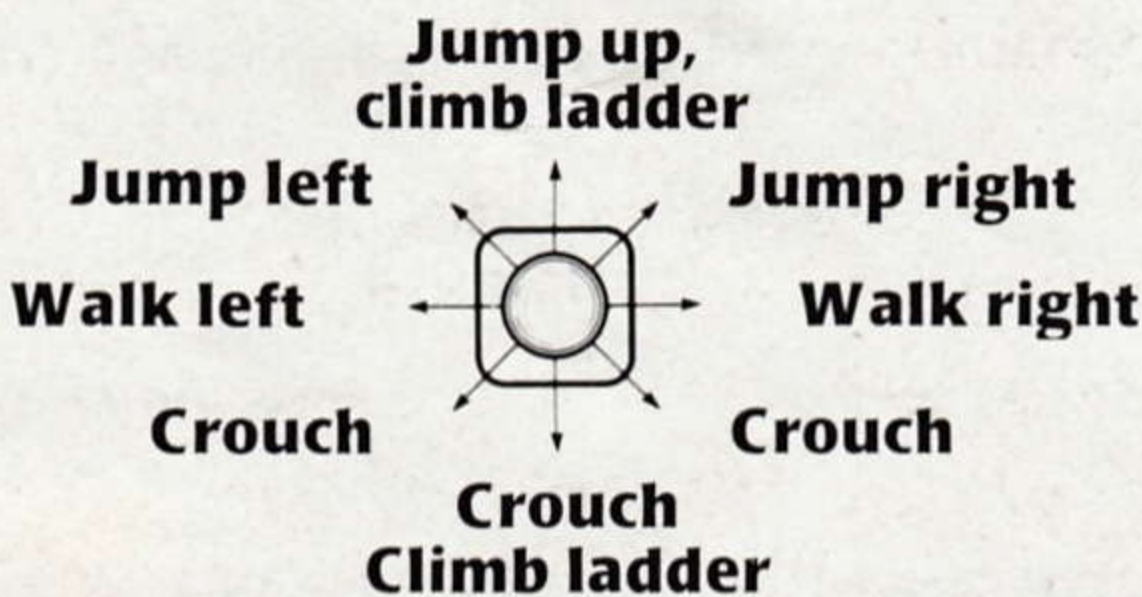 Jump up,
climb ladder
Jump left
Jump right
Walk left
Walk right
Crouch
Crouch
Crouch
Climb ladder